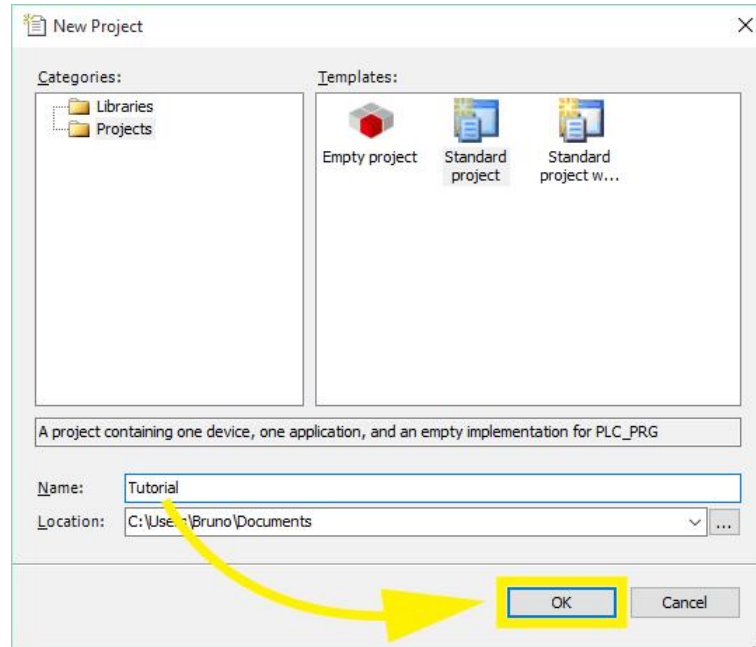 New Project
Categories:
Templates:
Libraries
Projects
Empty project
Standard
project
Standard
project w...
A project containing one device, one application, and an empty implementation for PLC_PRG
Name:
Tutorial
Location:
C:\Users\Bruno\Documents
...
OK
Cancel